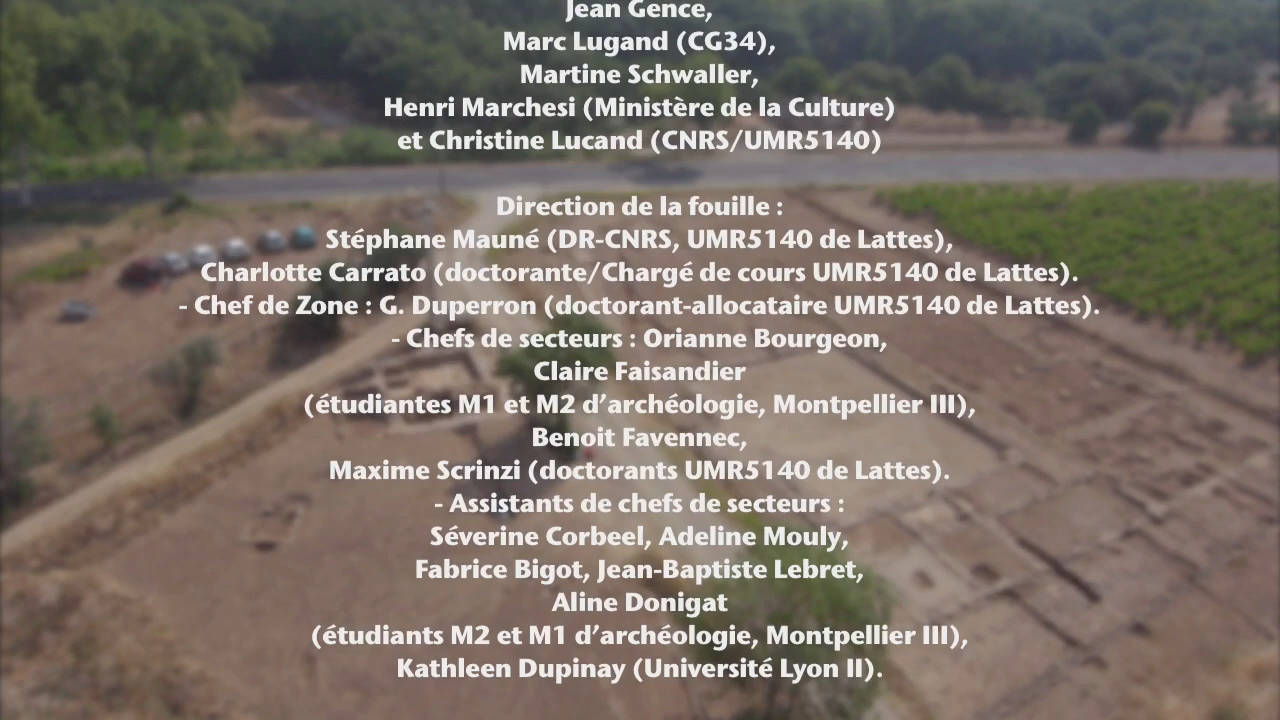 Jean Gence,
Marc Lugand (CG34),
Martine Schwaller,
Henri Marchesi (Ministère de la Culture)
et Christine Lucand (CNRS/UMR5140)
Direction de la fouille :
Stéphane Mauné (DR-CNRS, UMR5140 de Lattes),
Charlotte Carrato (doctorante/Chargé de cours UMR5140 de Lattes).
- Chef de Zone : G. Duperron (doctorant-allocataire UMR5140 de Lattes).
- Chefs de secteurs : Orianne Bourgeon,
Claire Faisandier
(étudiantes M1 et M2 d’archéologie, Montpellier III),
Benoit Favennec,
Maxime Scrinzi (doctorants UMR5140 de Lattes).
- Assistants de chefs de secteurs :
Séverine Corbeel, Adeline Mouly,
Fabrice Bigot, Jean-Baptiste Lebret,
Aline Donigat
(étudiants M2 et M1 d’archéologie, Montpellier III),
Kathleen Dupinay (Université Lyon II).